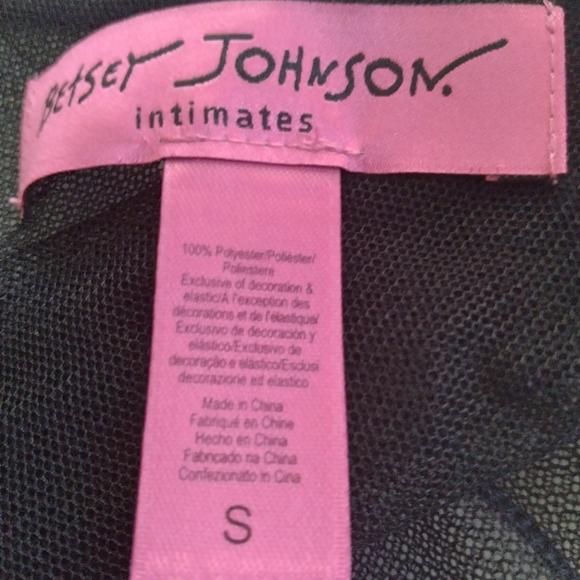 BETSEY JOHNSON.
intimates
100% Polyester/Poliéster/
Poliestere
Exclusive of decoration &
elastic/À l'exception des
décorations et de l'élastique/
Exclusivo de decoración y
elástico/Exclusivo de
decoração e elástico/Esclusi
decorazione ed elastico
Made in China
Fabriqué en Chine
Hecho en China
Fabricado na China
Confezionato in Cina
S